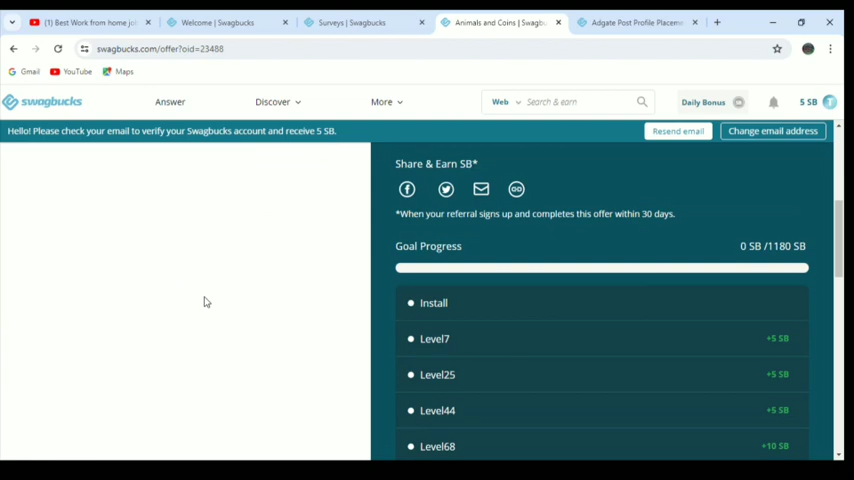 (1) Best Work from home jo
Welcome | Swagbucks
Surveys | Swagbucks
Animals and Coins | Swagbu
Adgate Post Profile Placeme
swagbucks.com/offer?oid=23488
Gmail
YouTube
Maps
swagbucks
Answer
Discover
More
Web
Search & earn
Daily Bonus
5 SB
Hello! Please check your email to verify your Swagbucks account and receive 5 SB.
Resend email
Change email address
Share & Earn SB*
*When your referral signs up and completes this offer within 30 days.
Goal Progress
0 SB /1180 SB
Install
Level7
+5 SB
Level25
+5 SB
Level44
+5 SB
Level68
+10 SB